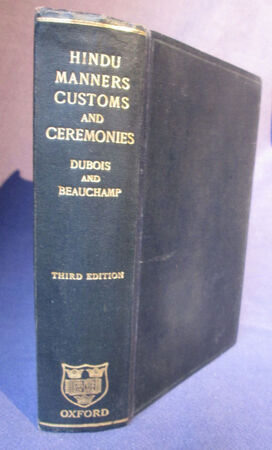 HINDU
MANNERS
CUSTOMS
AND
CEREMONIES
DUBOIS
AND
BEAUCHAMP
THIRD EDITION
OXFORD